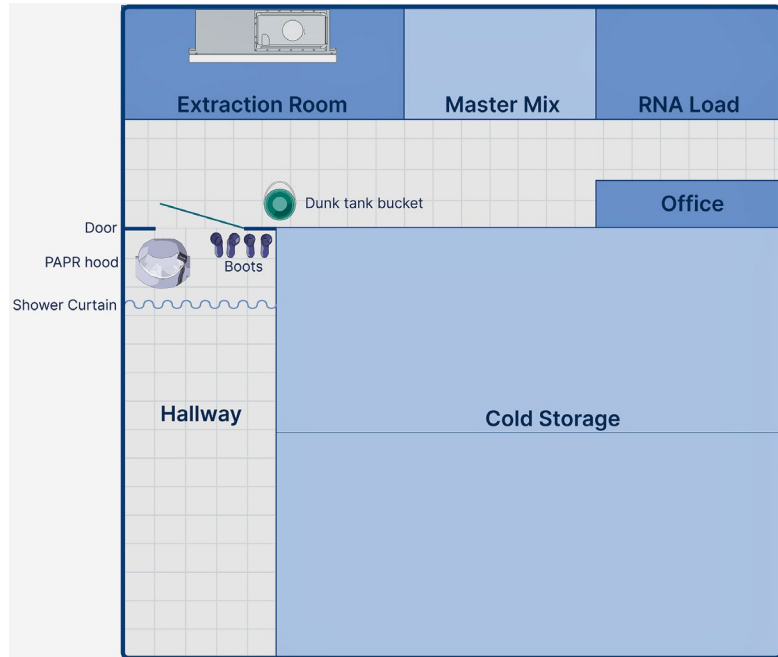 Extraction Room
Master Mix
RNA Load
Dunk tank bucket
Office
Door
PAPR hood
Boots
Shower Curtain
Hallway
Cold Storage